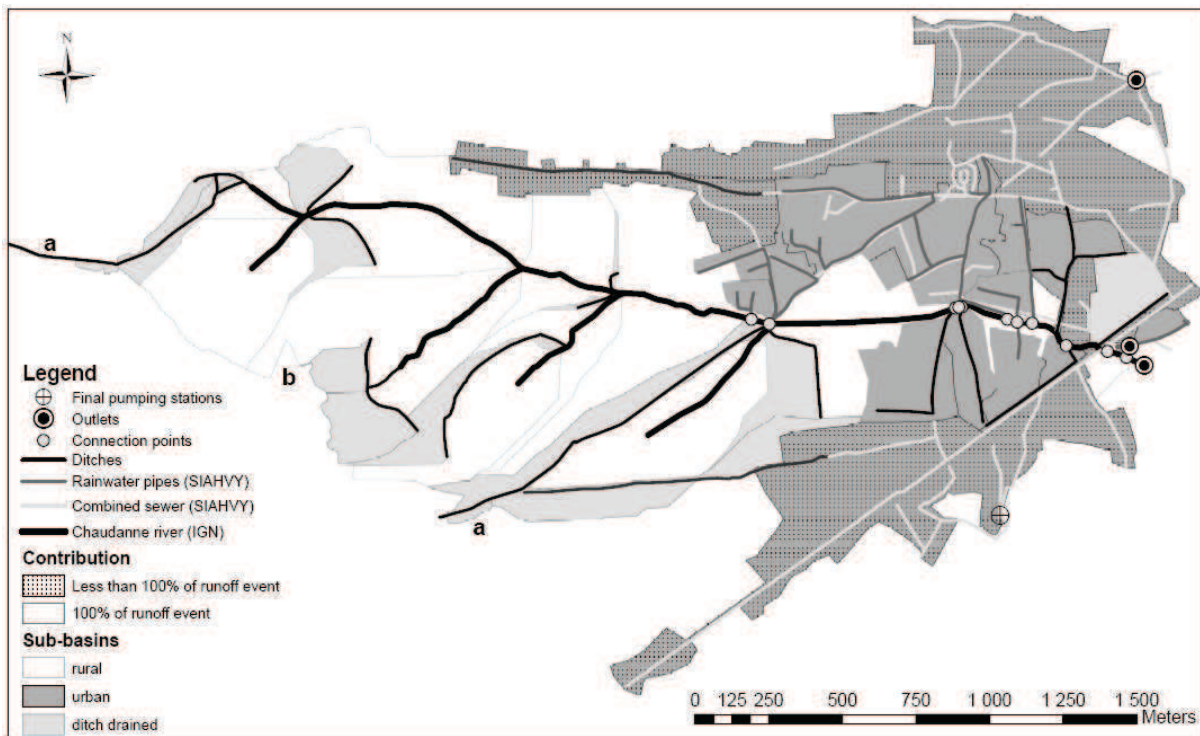 N
a
b
a
Legend
Final pumping stations
Outlets
Connection points
Ditches
Rainwater pipes (SIAHVY)
Combined sewer (SIAHVY)
Chaudanne river (IGN)
Contribution
Less than 100% of runoff event
100% of runoff event
Sub-basins
rural
urban
ditch drained
0 125 250 500 750 1 000 1 250 1 500
Meters